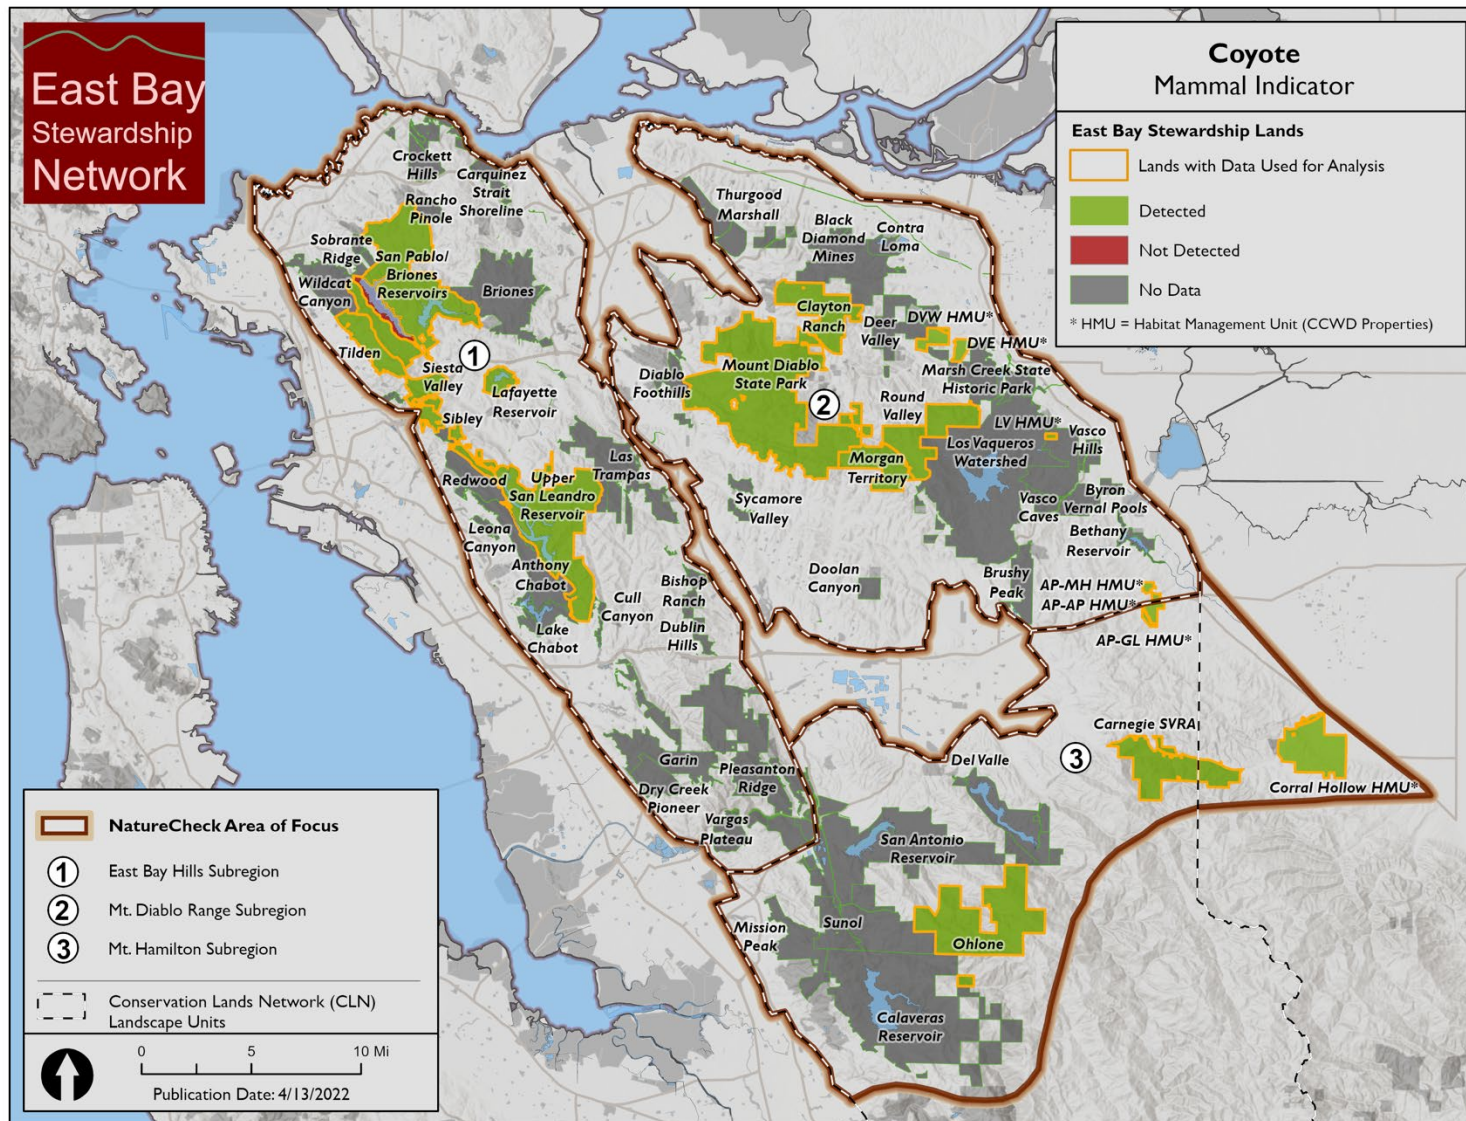 East Bay
Stewardship
Network
Coyote
Mammal Indicator
East Bay Stewardship Lands
Lands with Data Used for Analysis
Detected
Not Detected
No Data
* HMU = Habitat Management Unit (CCWD Properties)
Crockett
Hills
Carquinez
Strait
Shoreline
Rancho
Pinole
Sobrante
Ridge
San Pablo/
Briones
Reservoirs
Wildcat
Canyon
Briones
Tilden
1
Siesta
Valley
Lafayette
Reservoir
Sibley
Redwood
Upper
San Leandro
Reservoir
Las
Trampas
Leona
Canyon
Anthony
Chabot
Lake
Chabot
Cull
Canyon
Bishop
Ranch
Dublin
Hills
Garin
Dry Creek
Pioneer
Pleasanton
Ridge
Vargas
Plateau
Thurgood
Marshall
Black
Diamond
Mines
Contra
Loma
Clayton
Ranch
Deer
Valley
DVW HMU*
DVE HMU*
Diablo
Foothills
Mount Diablo
State Park
2
Marsh Creek State
Historic Park
Round
Valley
LV HMU*
Los Vaqueros
Watershed
Vasco
Hills
Morgan
Territory
Sycamore
Valley
Vasco
Caves
Byron
Vernal Pools
Bethany
Reservoir
Doolan
Canyon
Brushy
Peak
AP-MH HMU*
AP-AP HMU*
AP-GL HMU*
3
Carnegie SVRA
Corral Hollow HMU*
Del Valle
San Antonio
Reservoir
Mission
Peak
Sunol
Ohlone
Calaveras
Reservoir
NatureCheck Area of Focus
1 East Bay Hills Subregion
2 Mt. Diablo Range Subregion
3 Mt. Hamilton Subregion
Conservation Lands Network (CLN)
Landscape Units
0 5 10 Mi
Publication Date: 4/13/2022